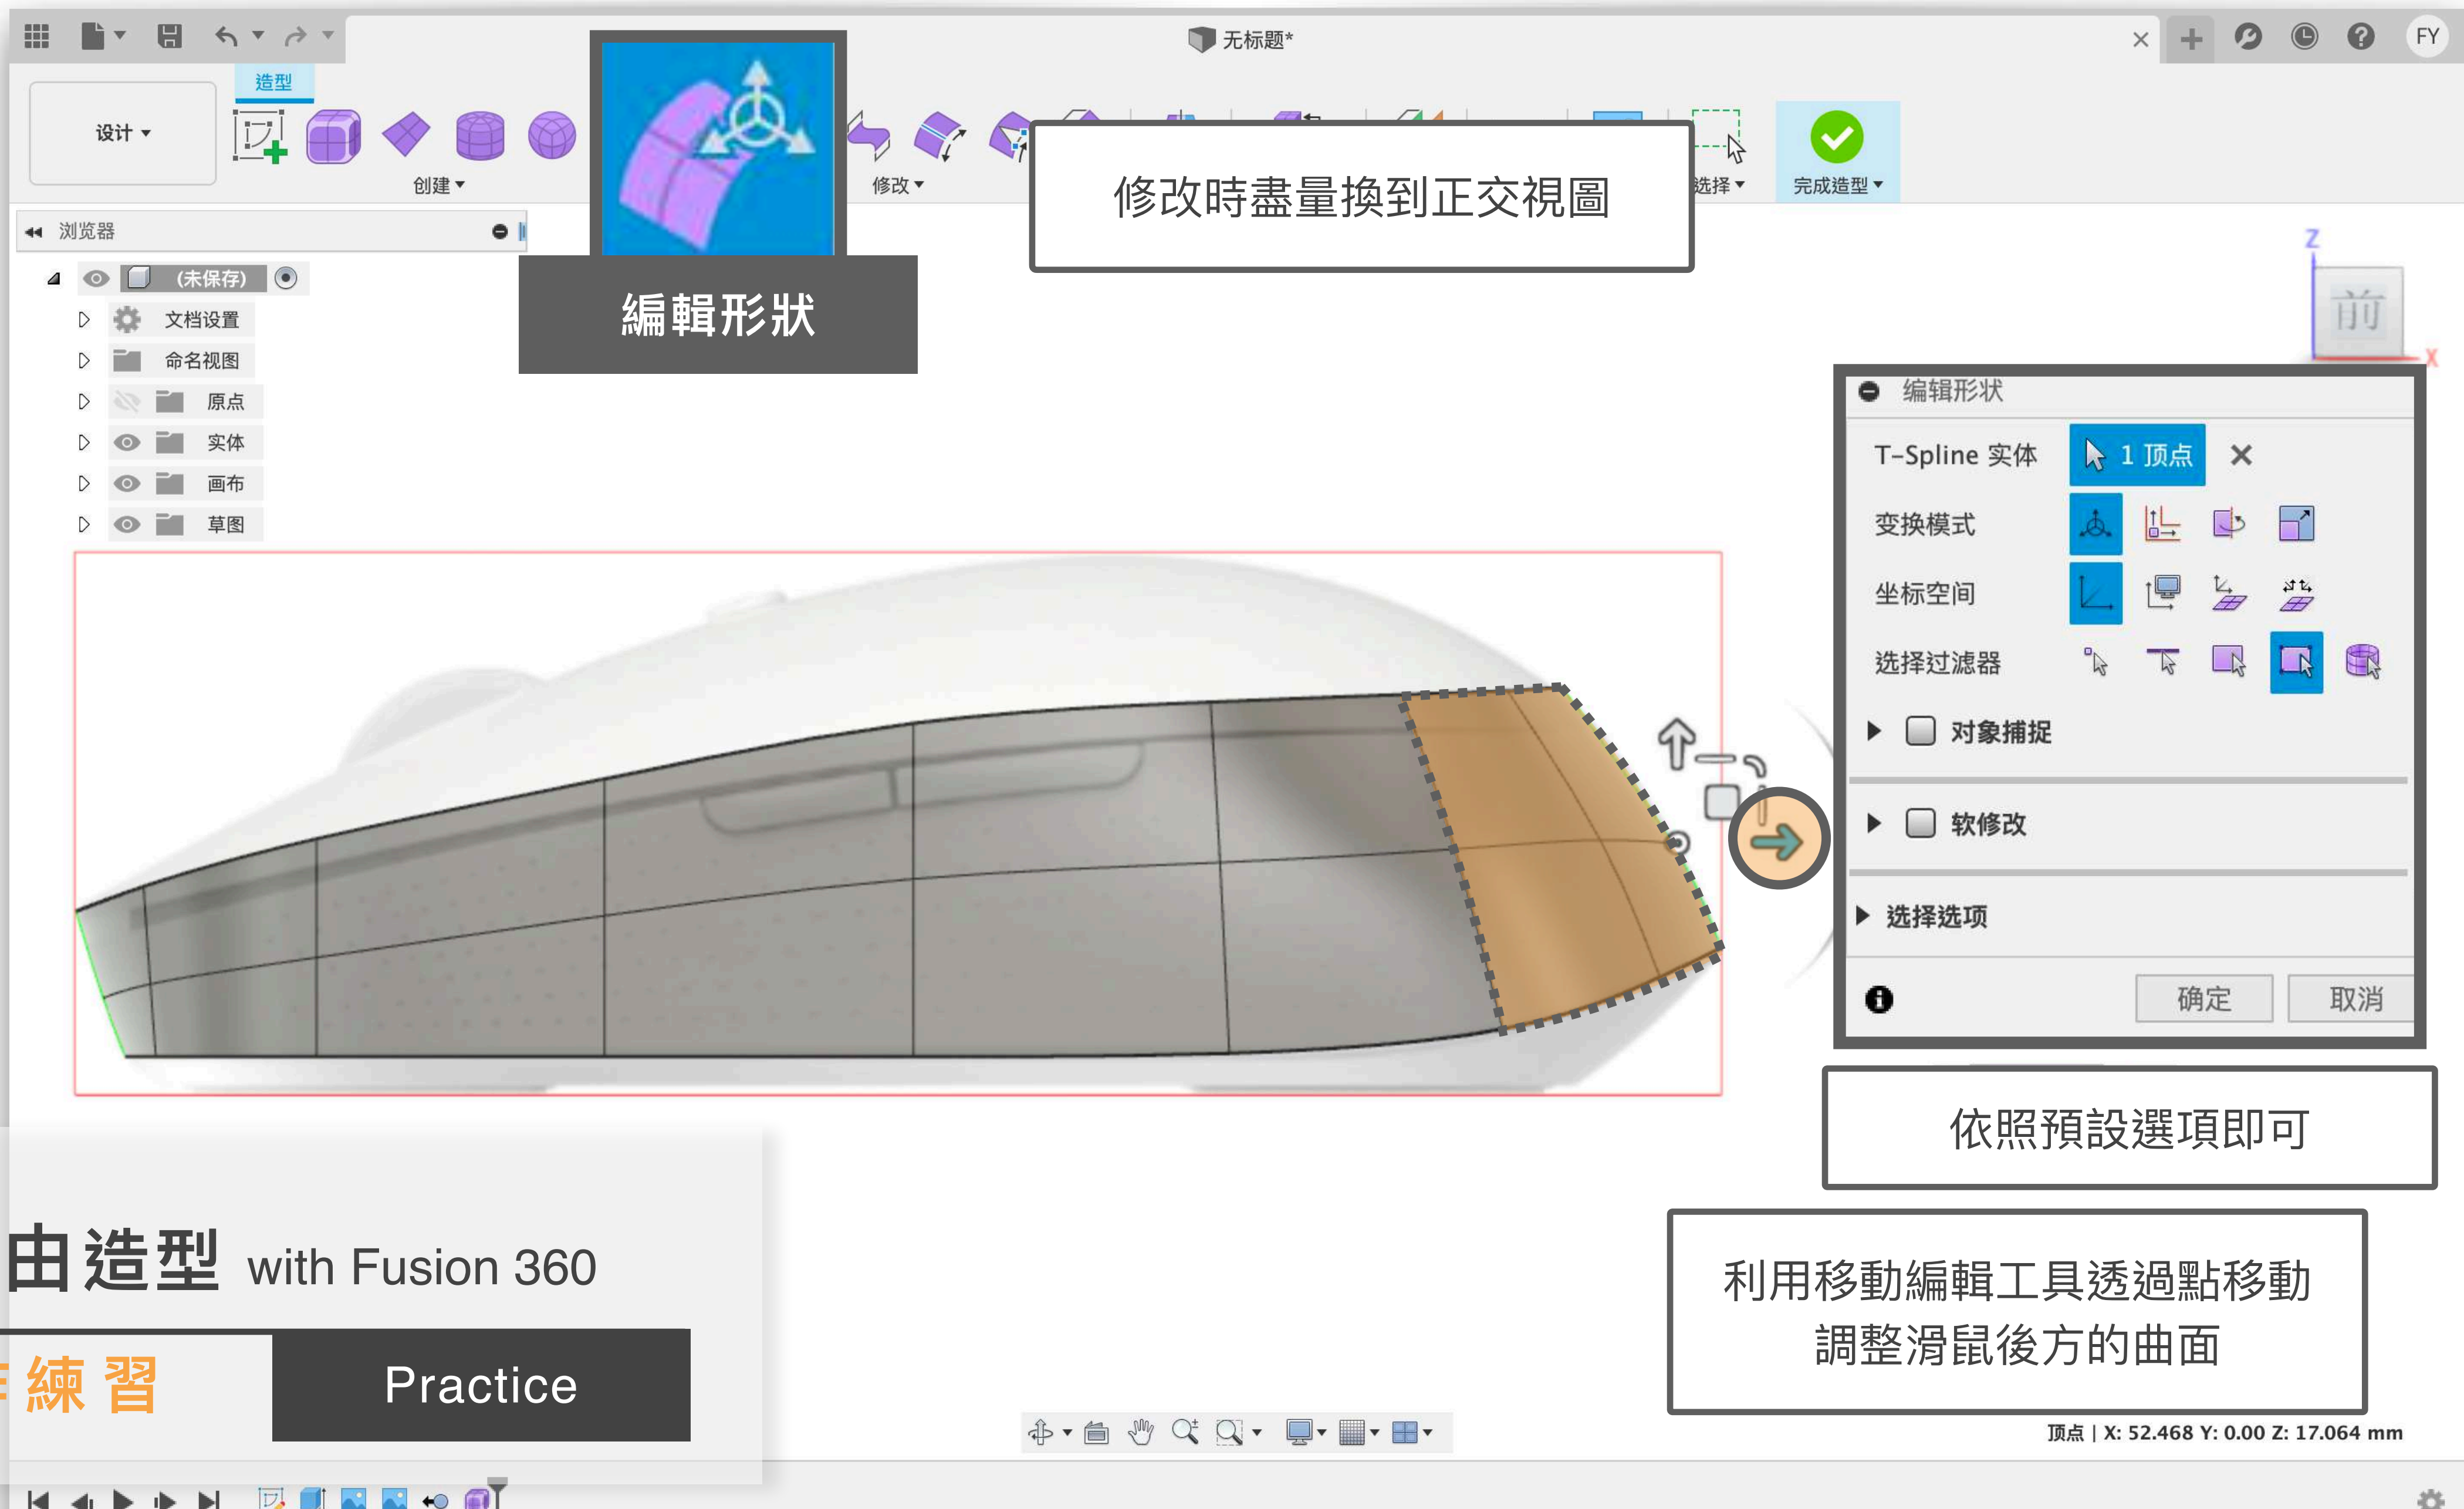 无标题*
FY
造型
设计
创建
修改
选择
完成造型
編輯形狀
修改時盡量換到正交視圖
浏览器
(未保存)
文档设置
命名视图
原点
实体
画布
草图
Z
前
X
编辑形状
T-Spline 实体
1 顶点
变换模式
坐标空间
选择过滤器
对象捕捉
软修改
选择选项
确定
取消
依照預設選項即可
利用移動編輯工具透過點移動
調整滑鼠後方的曲面
由造型 with Fusion 360
練習
Practice
顶点 | X: 52.468 Y: 0.00 Z: 17.064 mm